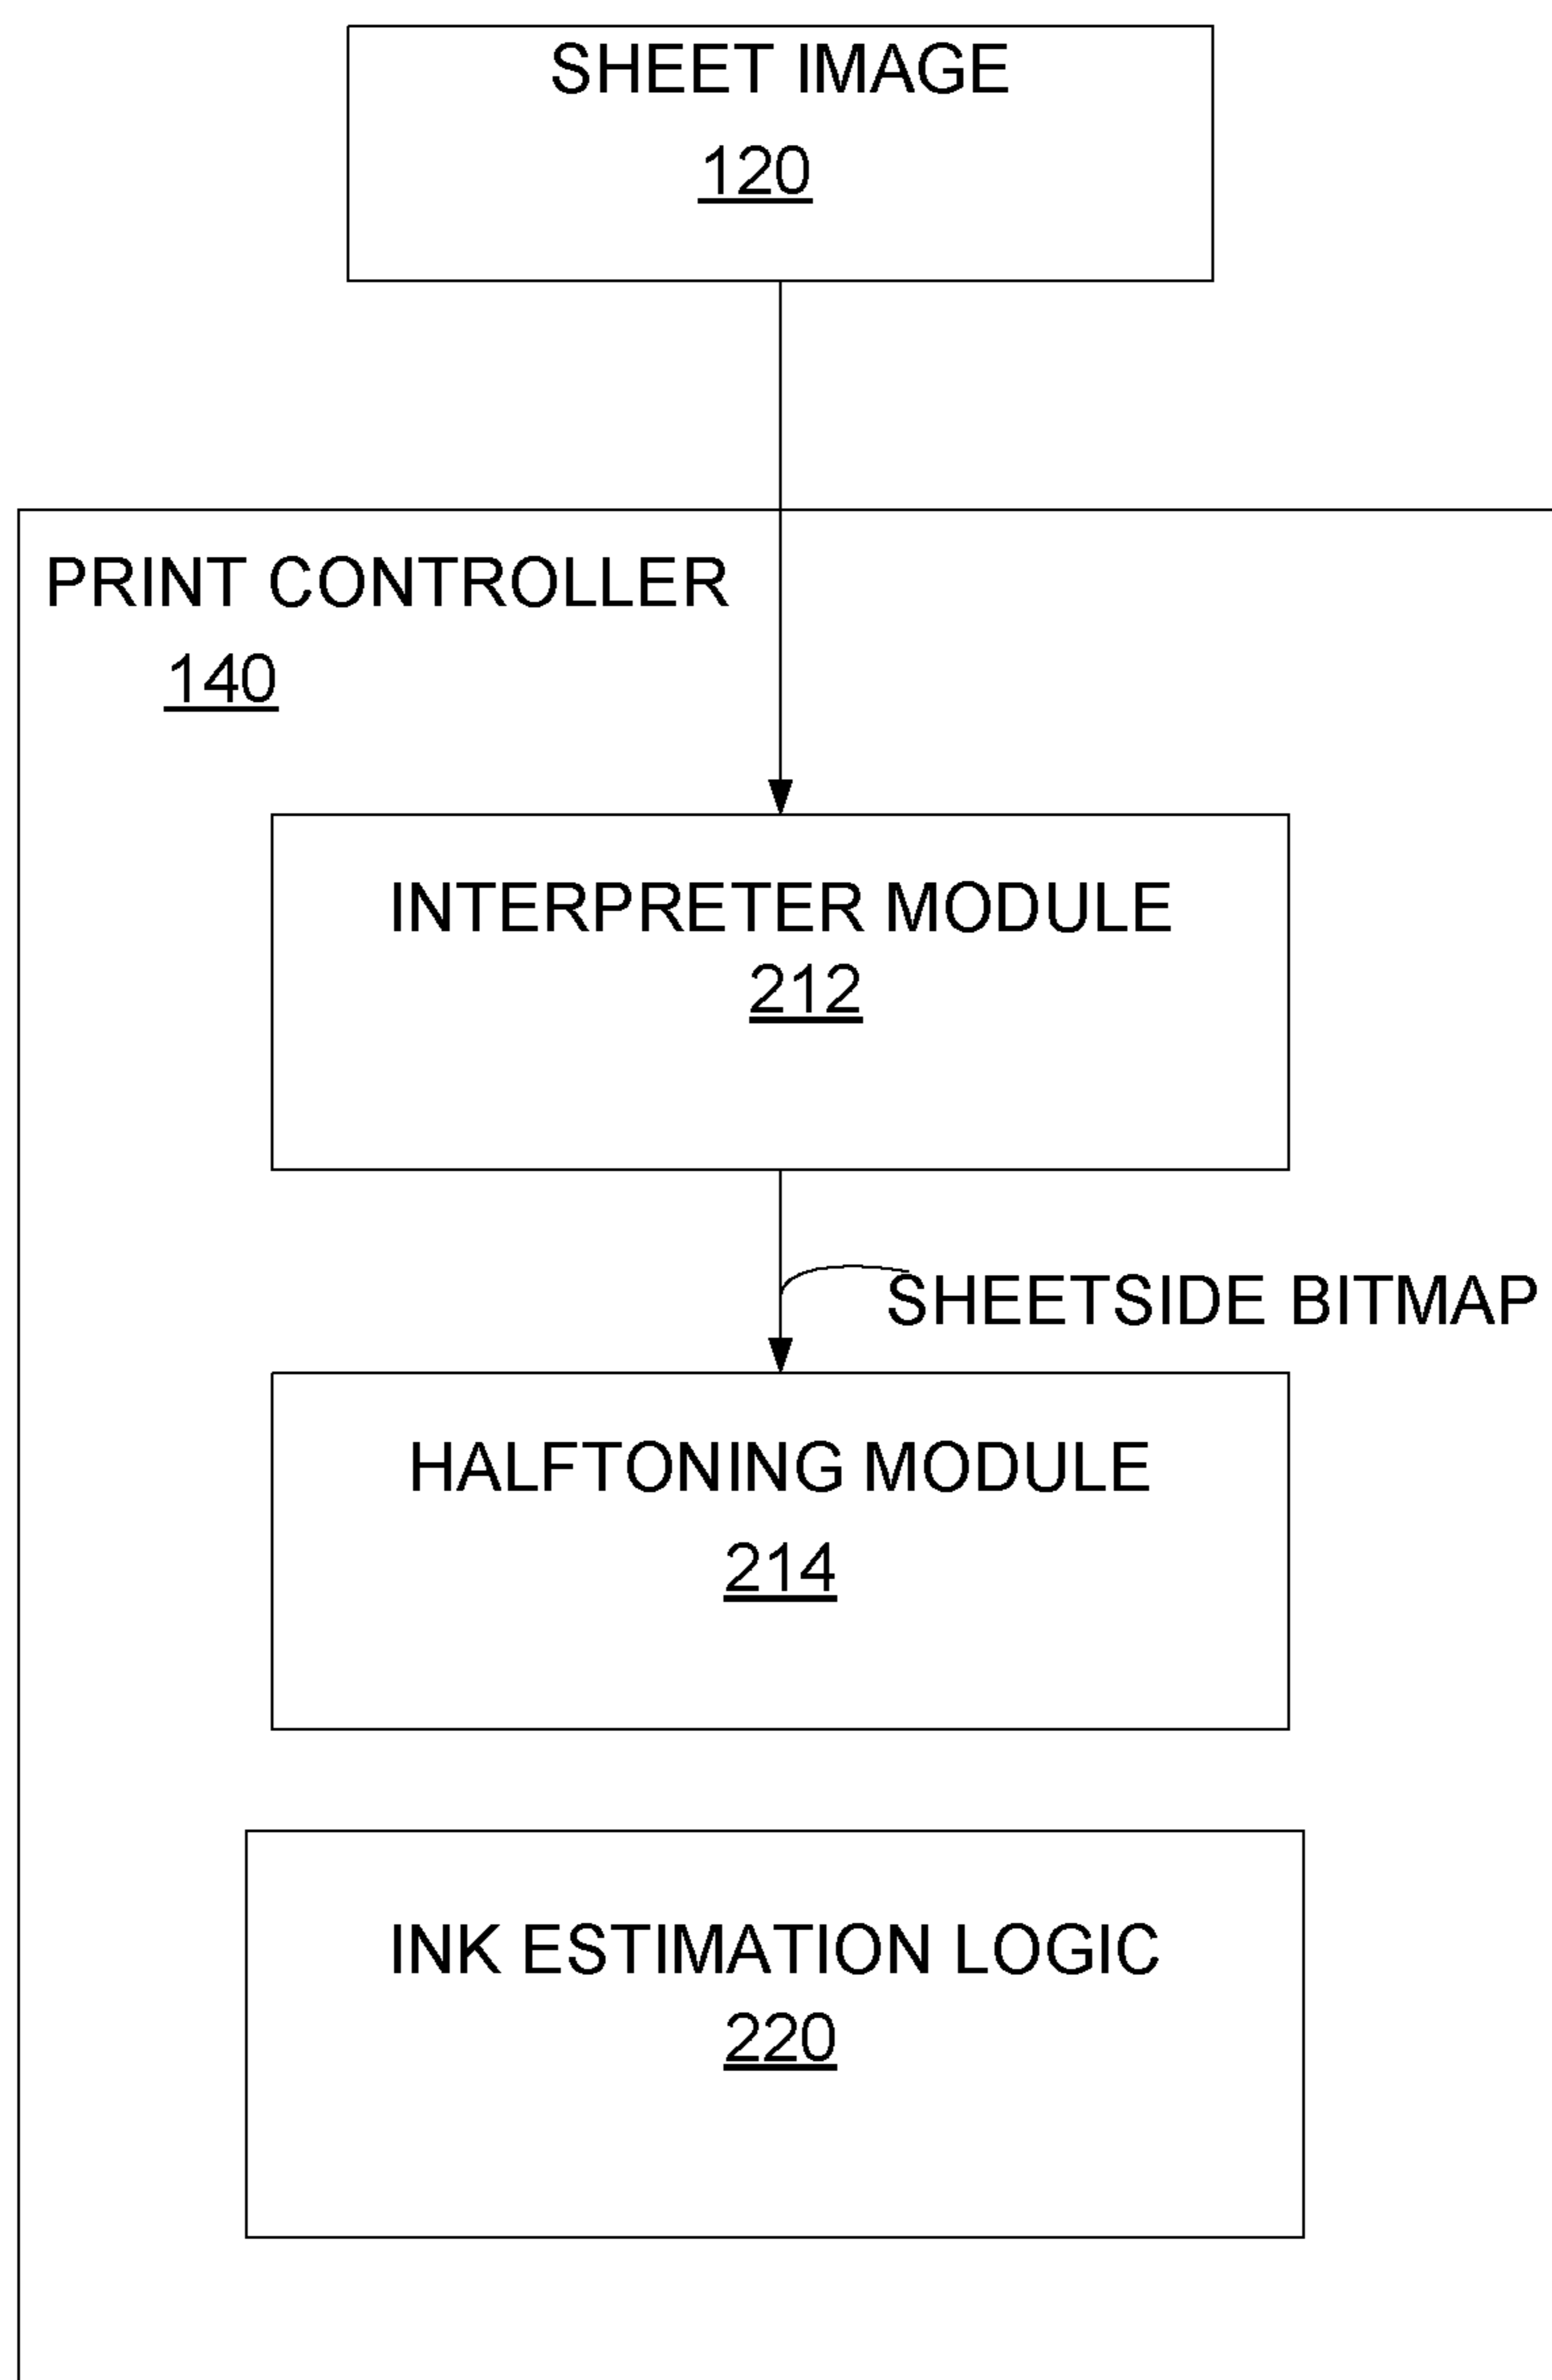 SHEET IMAGE
120
PRINT CONTROLLER
140
INTERPRETER MODULE
212
SHEETSIDE BITMAP
HALFTONING MODULE
214
INK ESTIMATION LOGIC
220